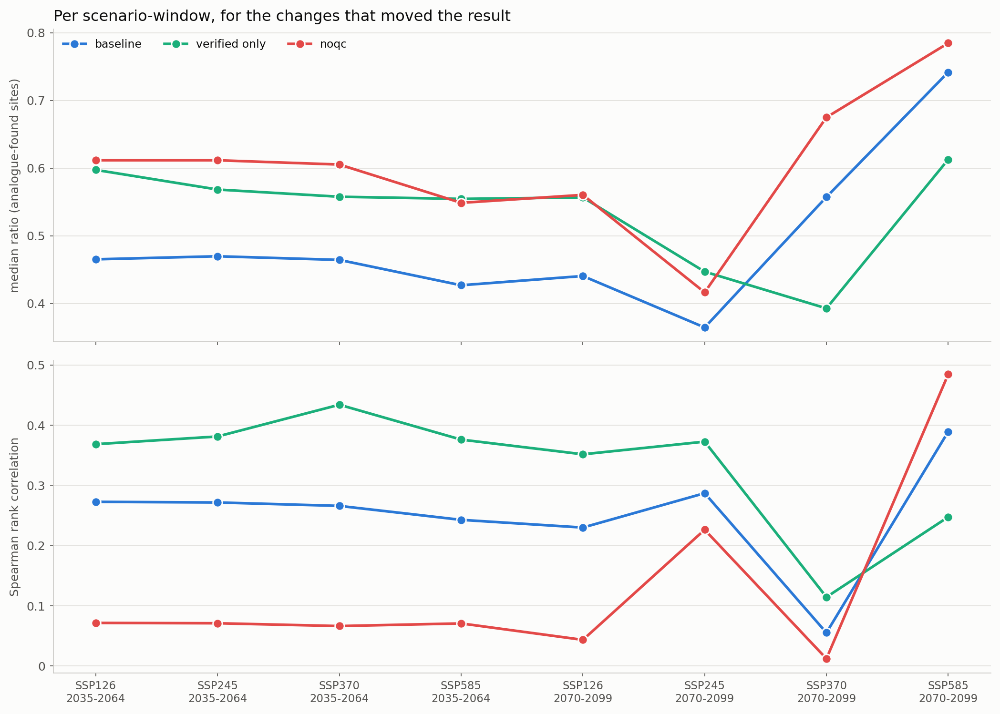 Per scenario-window, for the changes that moved the result
baseline
verified only
noqc
median ratio (analogue-found sites)
0.8
0.7
0.6
0.5
0.4
Spearman rank correlation
0.5
0.4
0.3
0.2
0.1
0
SSP126
2035-2064
SSP245
2035-2064
SSP370
2035-2064
SSP585
2035-2064
SSP126
2070-2099
SSP245
2070-2099
SSP370
2070-2099
SSP585
2070-2099